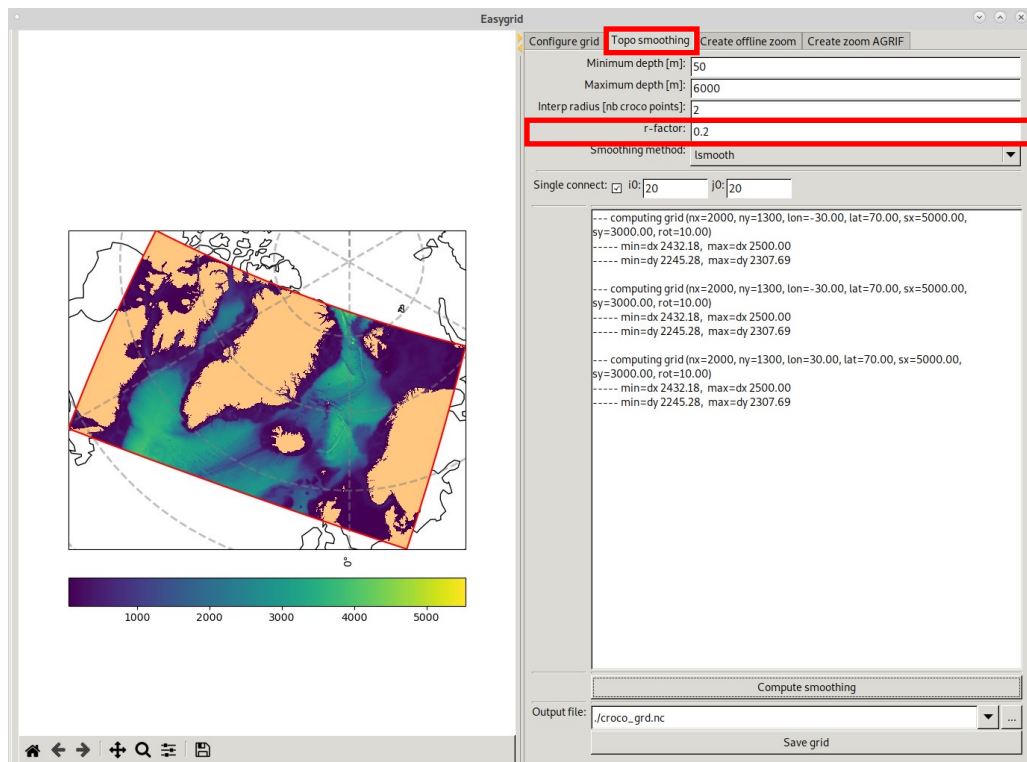 Easygrid
Configure grid Topo smoothing Create offline zoom Create zoom AGRIF
Minimum depth [m]: 50
Maximum depth [m]: 6000
Interp radius [nb croco points]: 2
r-factor: 0.2
Smoothing method: lsmooth
Single connect: i0: 20 j0: 20
--- computing grid (nx=2000, ny=1300, lon=-30.00, lat=70.00, sx=5000.00,
sy=3000.00, rot=10.00)
----- min=dx 2432.18, max=dx 2500.00
----- min=dy 2245.28, max=dy 2307.69
--- computing grid (nx=2000, ny=1300, lon=-30.00, lat=70.00, sx=5000.00,
sy=3000.00, rot=10.00)
----- min=dx 2432.18, max=dx 2500.00
----- min=dy 2245.28, max=dy 2307.69
--- computing grid (nx=2000, ny=1300, lon=30.00, lat=70.00, sx=5000.00,
sy=3000.00, rot=10.00)
----- min=dx 2432.18, max=dx 2500.00
----- min=dy 2245.28, max=dy 2307.69
0°
1000 2000 3000 4000 5000
Compute smoothing
Output file: ./croco_grd.nc ...
Save grid